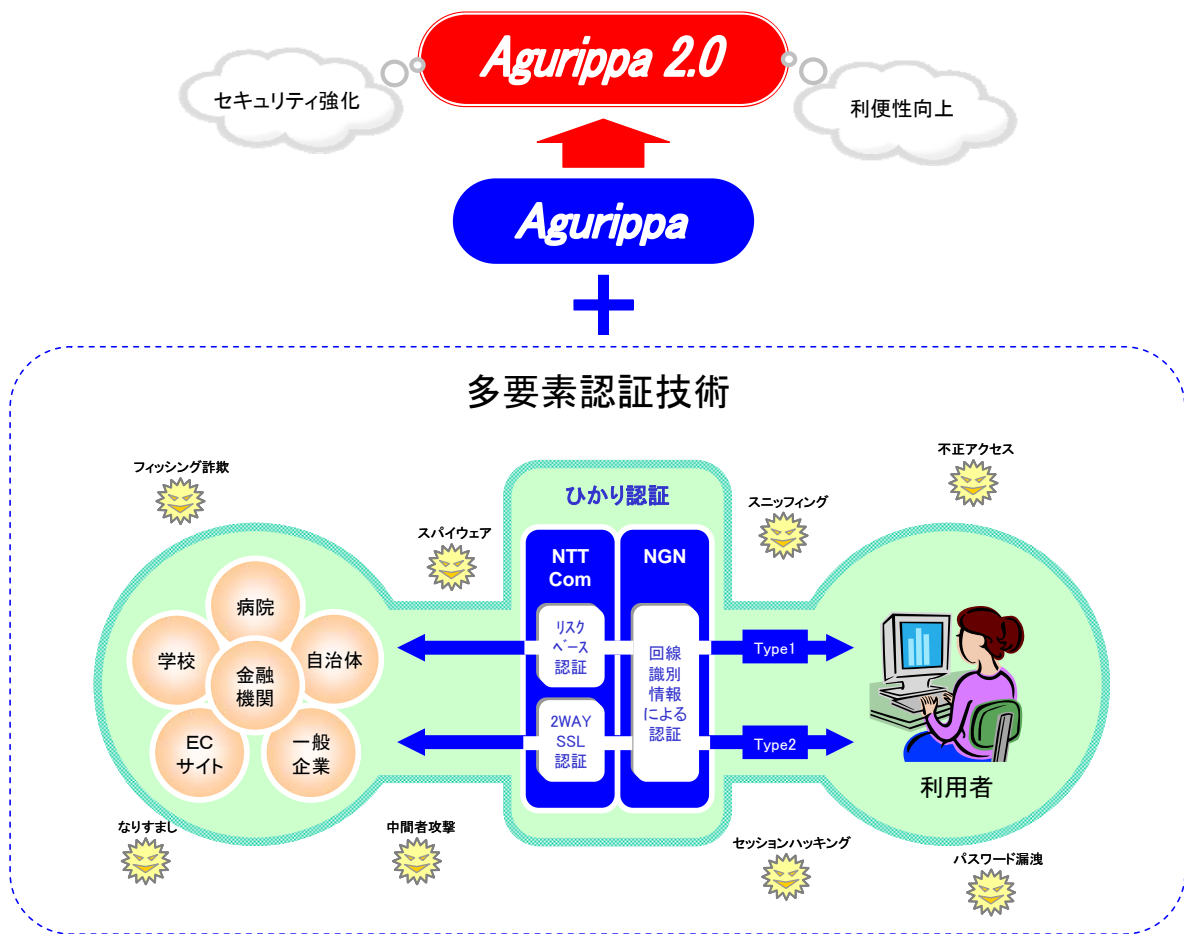 Agurippa 2.0
セキュリティ強化
利便性向上
Agurippa
多要素認証技術
フィッシング詐欺
スパイウェア
スニッフィング
不正アクセス
ひかり認証
NTT
Com
NGN
病院
学校
自治体
金融
機関
EC
サイト
一般
企業
リスク
ベース
認証
2WAY
SSL
認証
回線
識別
情報
による
認証
Type1
Type2
利用者
なりすまし
中間者攻撃
セッションハッキング
パスワード漏洩